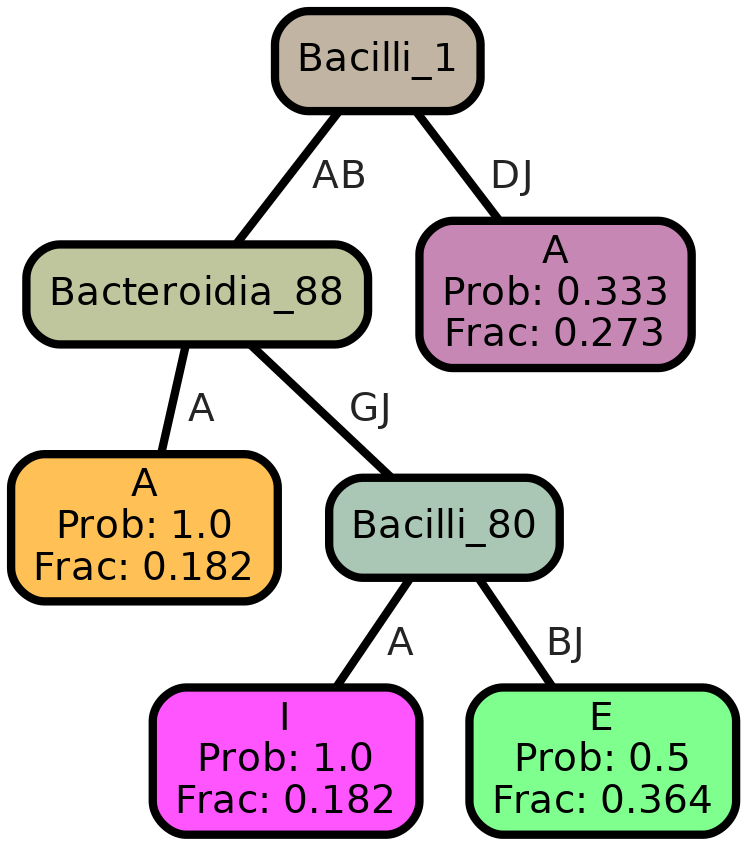 Bacilli_1
AB
DJ
Bacteroidia_88
A
Prob: 0.333
Frac: 0.273
A
GJ
A
Prob: 1.0
Frac: 0.182
Bacilli_80
A
BJ
I
Prob: 1.0
Frac: 0.182
E
Prob: 0.5
Frac: 0.364